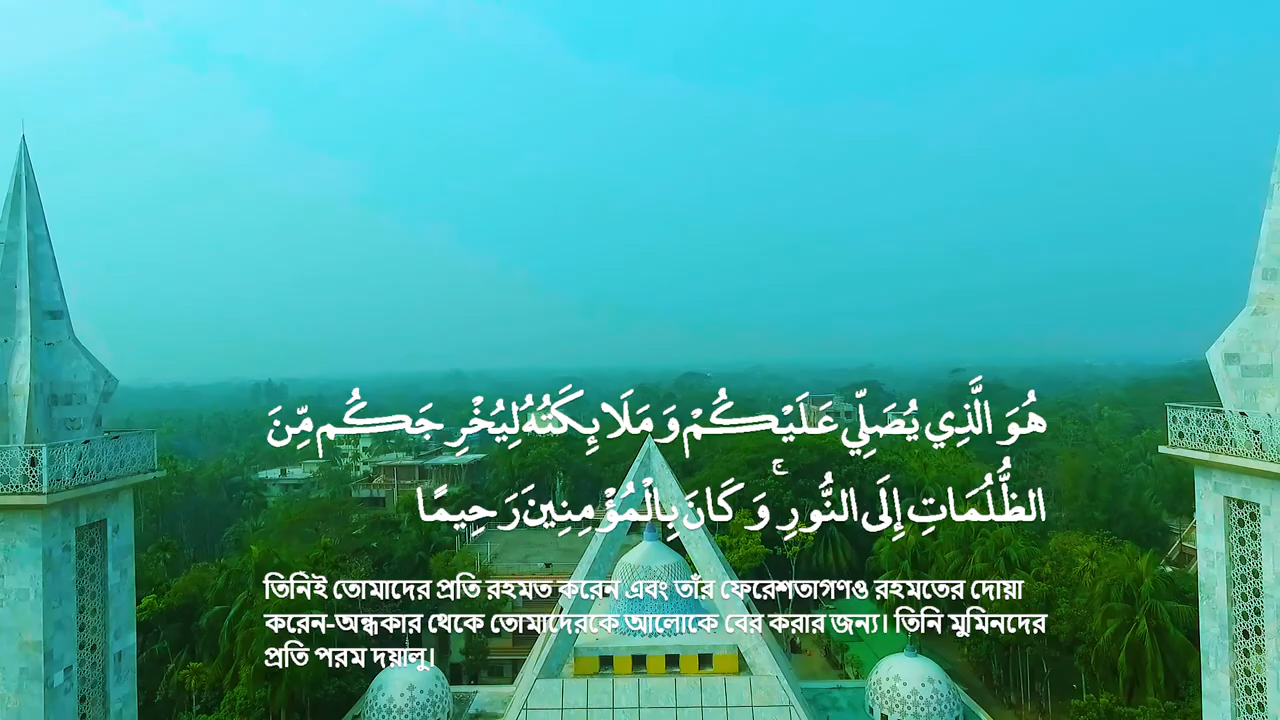 هُوَ الَّذِي يُصَلِّي عَلَيْكُمْ وَمَلَائِكَتُهُ لِيُخْرِجَكُم مِّنَ
الظُّلُمَاتِ إِلَى النُّورِ ۚ وَكَانَ بِالْمُؤْمِنِينَ رَحِيمًا
তিনিই তোমাদের প্রতি রহমত করেন এবং তাঁর ফেরেশতাগণও রহমতের দোয়া
করেন-অন্ধকার থেকে তোমাদেরকে আলোকে বের করার জন্য। তিনি মুমিনদের
প্রতি পরম দয়ালু।